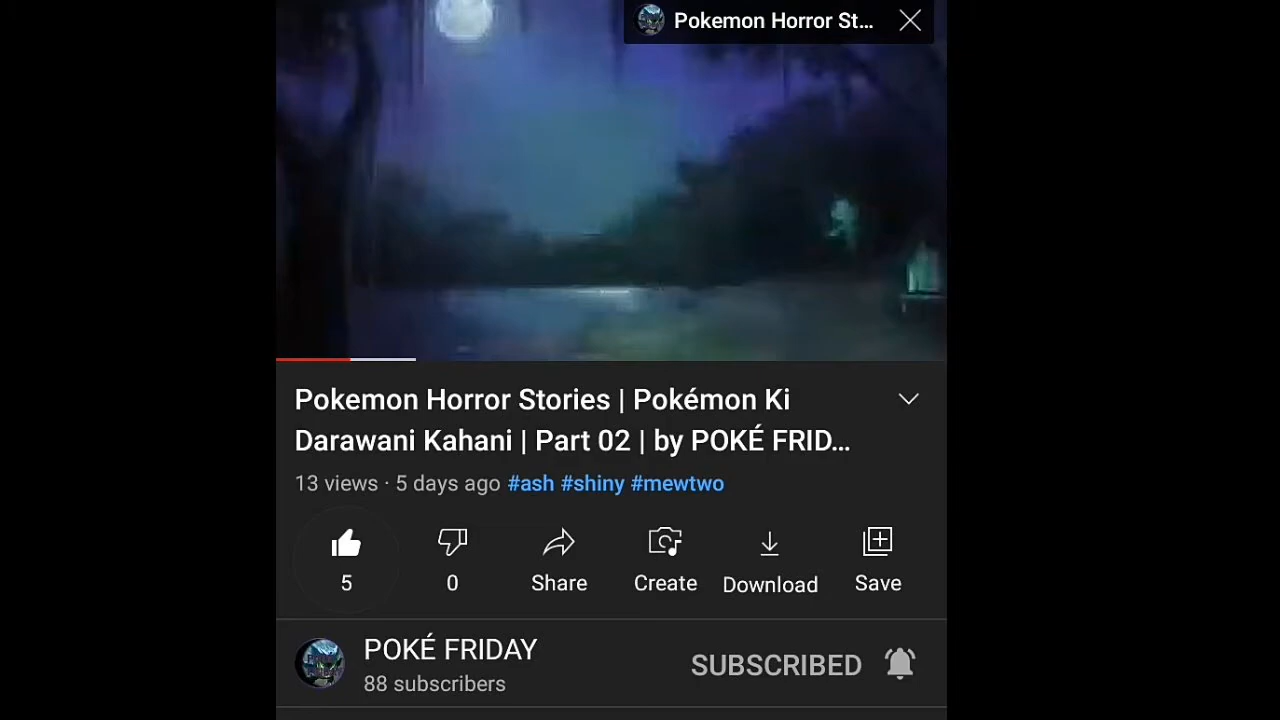 Pokemon Horror St...
Pokemon Horror Stories | Pokémon Ki
Darawani Kahani | Part 02 | by POKÉ FRID...
13 views · 5 days ago #ash #shiny #mewtwo
5 0 Share Create Download Save
POKÉ FRIDAY
88 subscribers
SUBSCRIBED